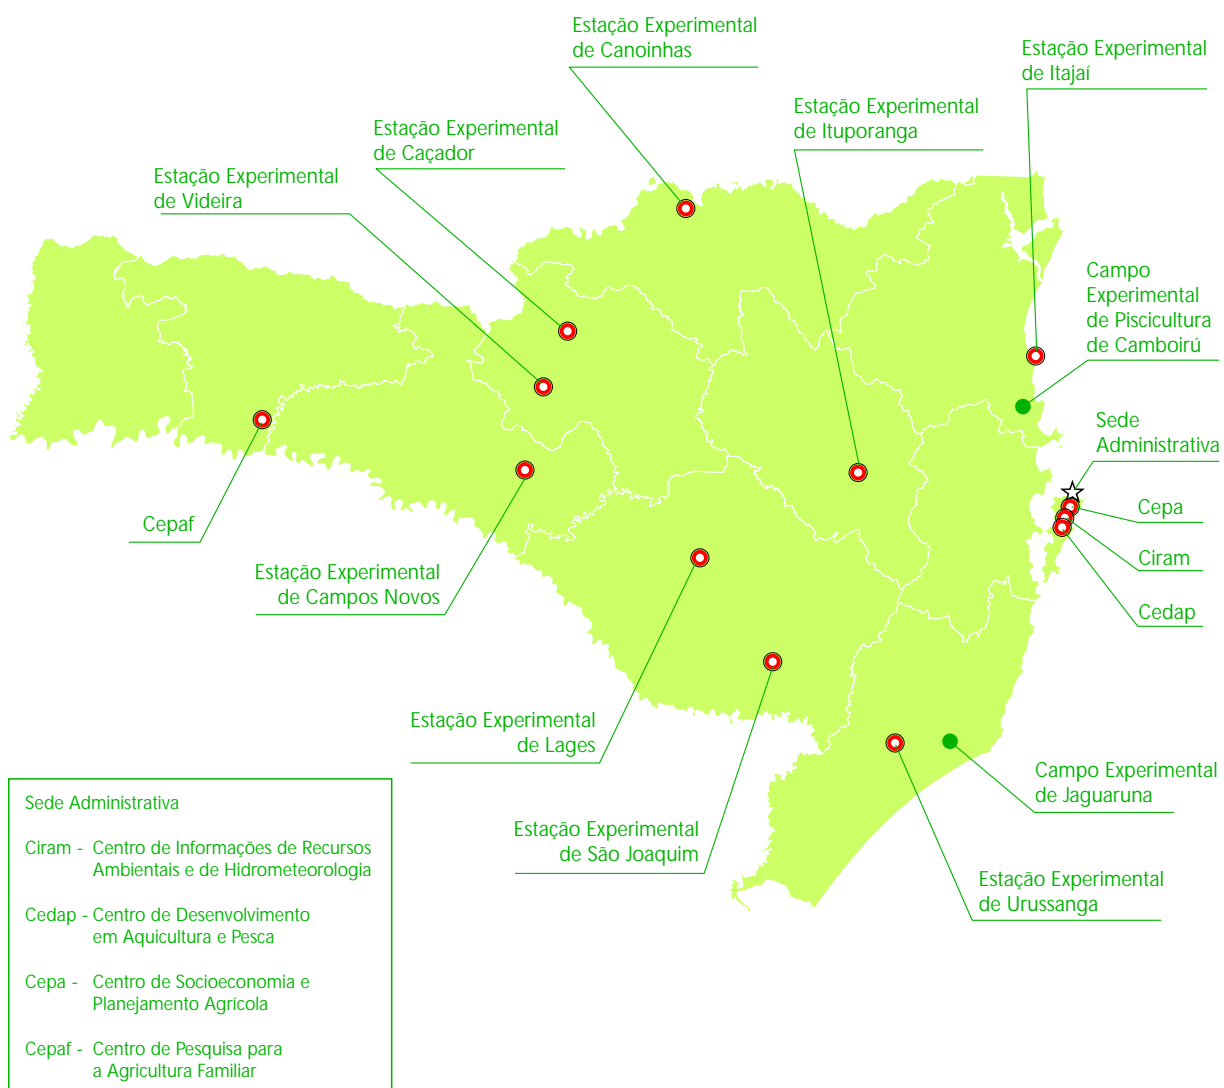 Estação Experimental
de Canoinhas
Estação Experimental
de Itajaí
Estação Experimental
de Ituporanga
Estação Experimental
de Caçador
Estação Experimental
de Videira
Campo
Experimental
de Piscicultura
de Camboirú
Sede
Administrativa
Cepa
Ciram
Cedap
Cepaf
Estação Experimental
de Campos Novos
Estação Experimental
de Lages
Campo Experimental
de Jaguaruna
Estação Experimental
de São Joaquim
Estação Experimental
de Urussanga
Sede Administrativa
Ciram - Centro de Informações de Recursos
Ambientais e de Hidrometeorologia
Cedap - Centro de Desenvolvimento
em Aquicultura e Pesca
Cepa - Centro de Socioeconomia e
Planejamento Agrícola
Cepaf - Centro de Pesquisa para
a Agricultura Familiar